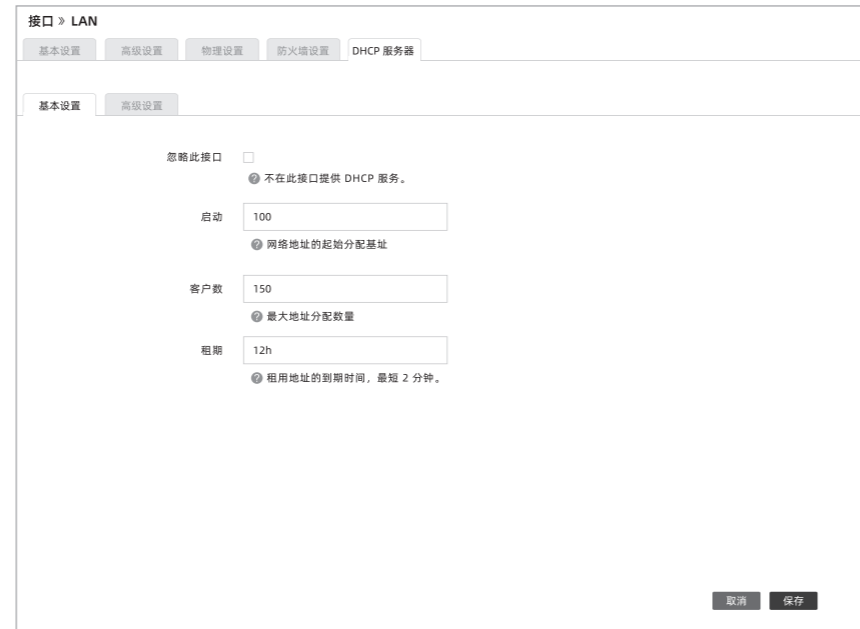 接口 » LAN
基本设置 高级设置 物理设置 防火墙设置 DHCP 服务器
基本设置 高级设置
忽略此接口
不在此接口提供 DHCP 服务。
启动 100
网络地址的起始分配基址
客户数 150
最大地址分配数量
租期 12h
租用地址的到期时间，最短 2 分钟。
取消 保存